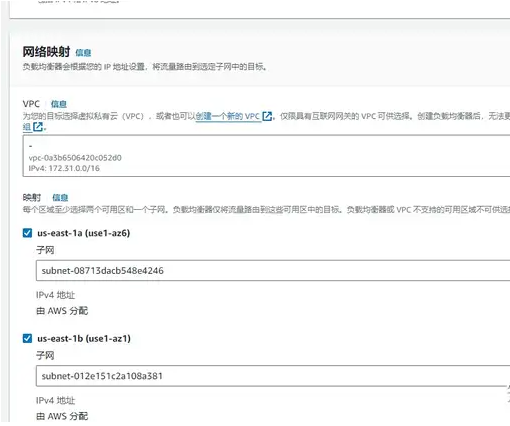 网络映射 信息
负载均衡器会根据您的 IP 地址设置，将流量路由到选定子网中的目标。
VPC 信息
为您的目标选择虚拟私有云（VPC），或者也可以创建一个新的 VPC。仅限具有互联网网关的 VPC 可供选择。创建负载均衡器后，无法更
组。
-
vpc-0a3b6506420c052d0
IPv4: 172.31.0.0/16
映射 信息
每个区域至少选择两个可用区和一个子网。负载均衡器仅将流量路由到这些可用区中的目标。负载均衡器或 VPC 不支持的可用区域不可供选
us-east-1a (use1-az6)
子网
subnet-08713dacb548e4246
IPv4 地址
由 AWS 分配
us-east-1b (use1-az1)
子网
subnet-012e151c2a108a381
IPv4 地址
由 AWS 分配